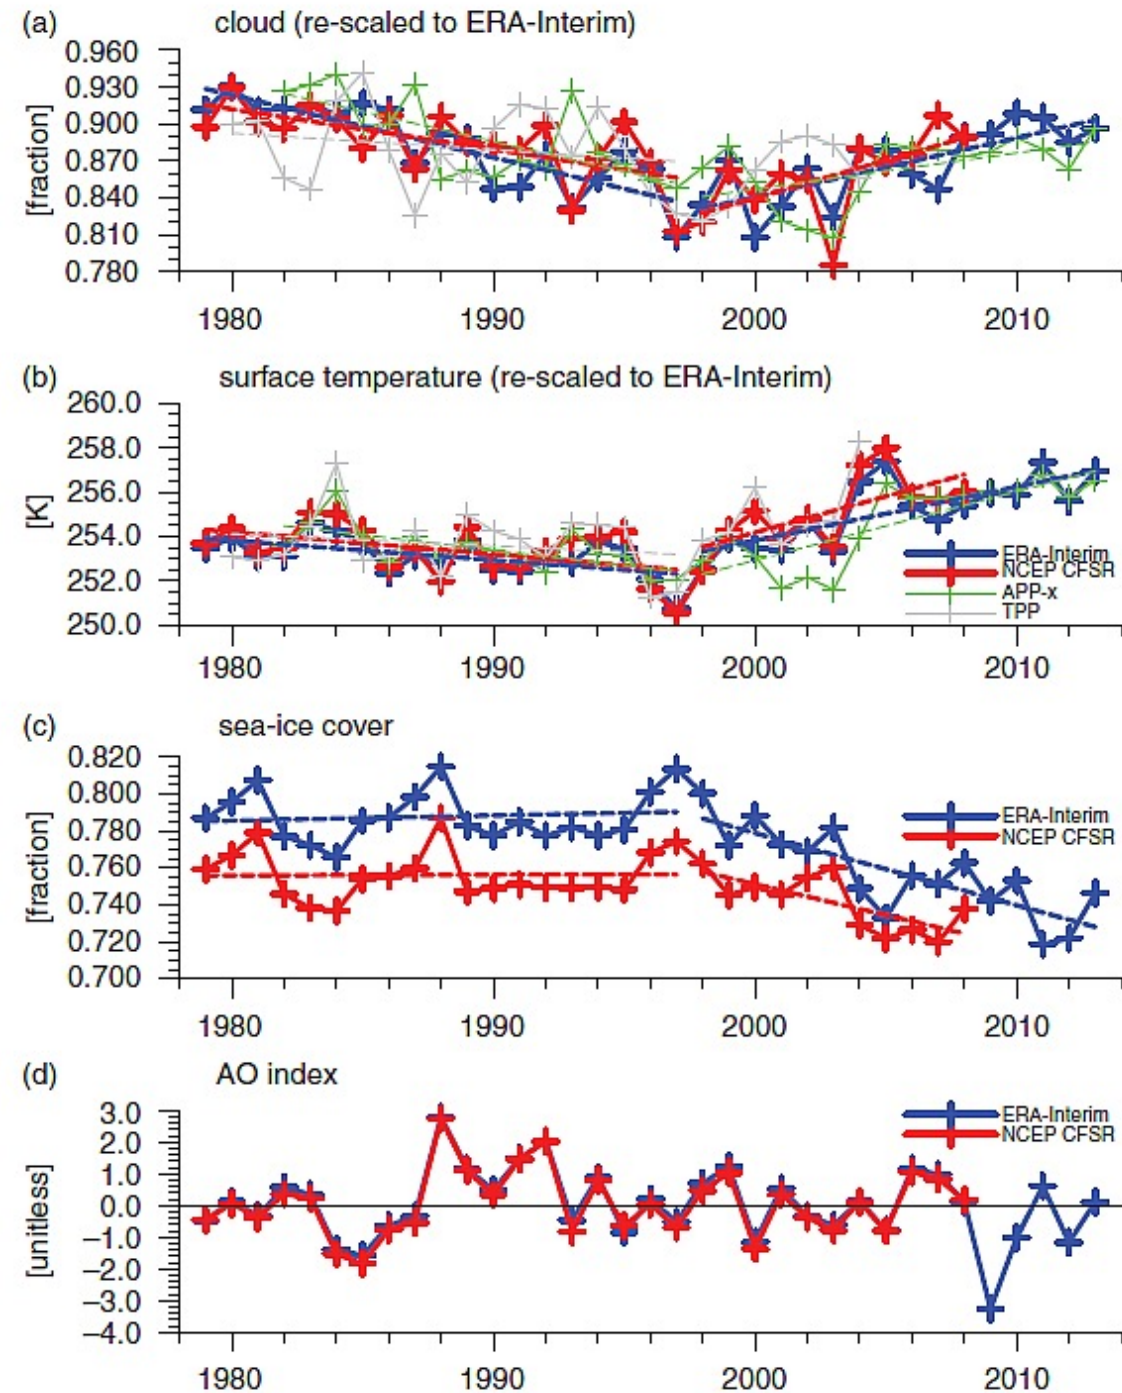 (a) cloud (re-scaled to ERA-Interim)
0.960
0.930
0.900
0.870
0.840
0.810
0.780
[fraction]
1980 1990 2000 2010
(b) surface temperature (re-scaled to ERA-Interim)
260.0
258.0
256.0
254.0
252.0
250.0
[K]
ERA-Interim
NCEP CFSR
APP-x
TPP
1980 1990 2000 2010
(c) sea-ice cover
0.820
0.800
0.780
0.760
0.740
0.720
0.700
[fraction]
ERA-Interim
NCEP CFSR
1980 1990 2000 2010
(d) AO index
3.0
2.0
1.0
0.0
−1.0
−2.0
−3.0
−4.0
[unitless]
ERA-Interim
NCEP CFSR
1980 1990 2000 2010